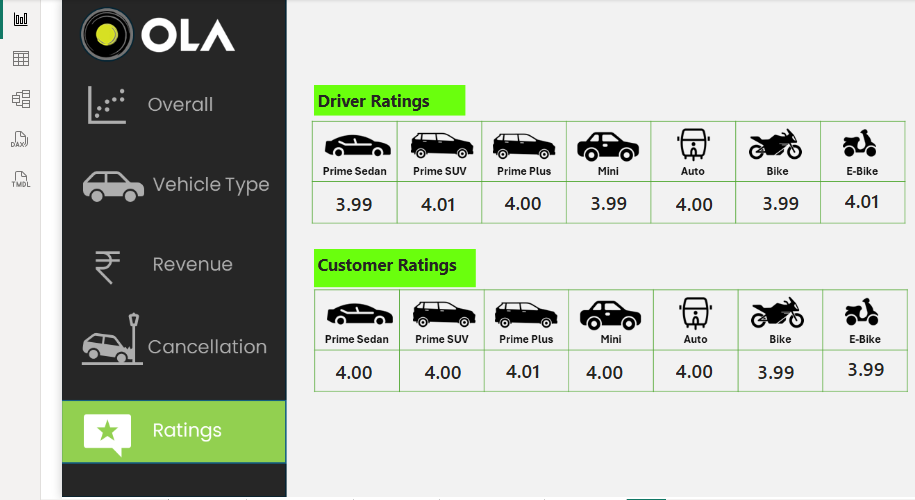 OLA
Overall
Vehicle Type
Revenue
Cancellation
Ratings
DAX
TMDL
Driver Ratings
Prime Sedan Prime SUV Prime Plus Mini Auto Bike E-Bike
3.99 4.01 4.00 3.99 4.00 3.99 4.01
Customer Ratings
Prime Sedan Prime SUV Prime Plus Mini Auto Bike E-Bike
4.00 4.00 4.01 4.00 4.00 3.99 3.99